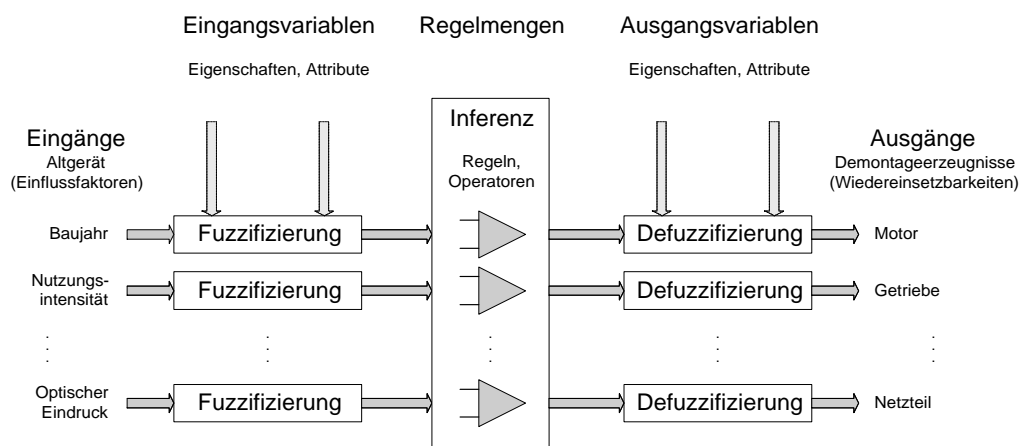 Eingangsvariablen Regelmengen Ausgangsvariablen
Eigenschaften, Attribute Eigenschaften, Attribute
Eingänge
Altgerät
(Einflussfaktoren)
Inferenz
Regeln,
Operatoren
Ausgänge
Demontageerzeugnisse
(Wiedereinsetzbarkeiten)
Baujahr Fuzzifizierung Defuzzifizierung Motor
Nutzungs-
intensität
Fuzzifizierung Defuzzifizierung Getriebe
Optischer
Eindruck
Fuzzifizierung Defuzzifizierung Netzteil